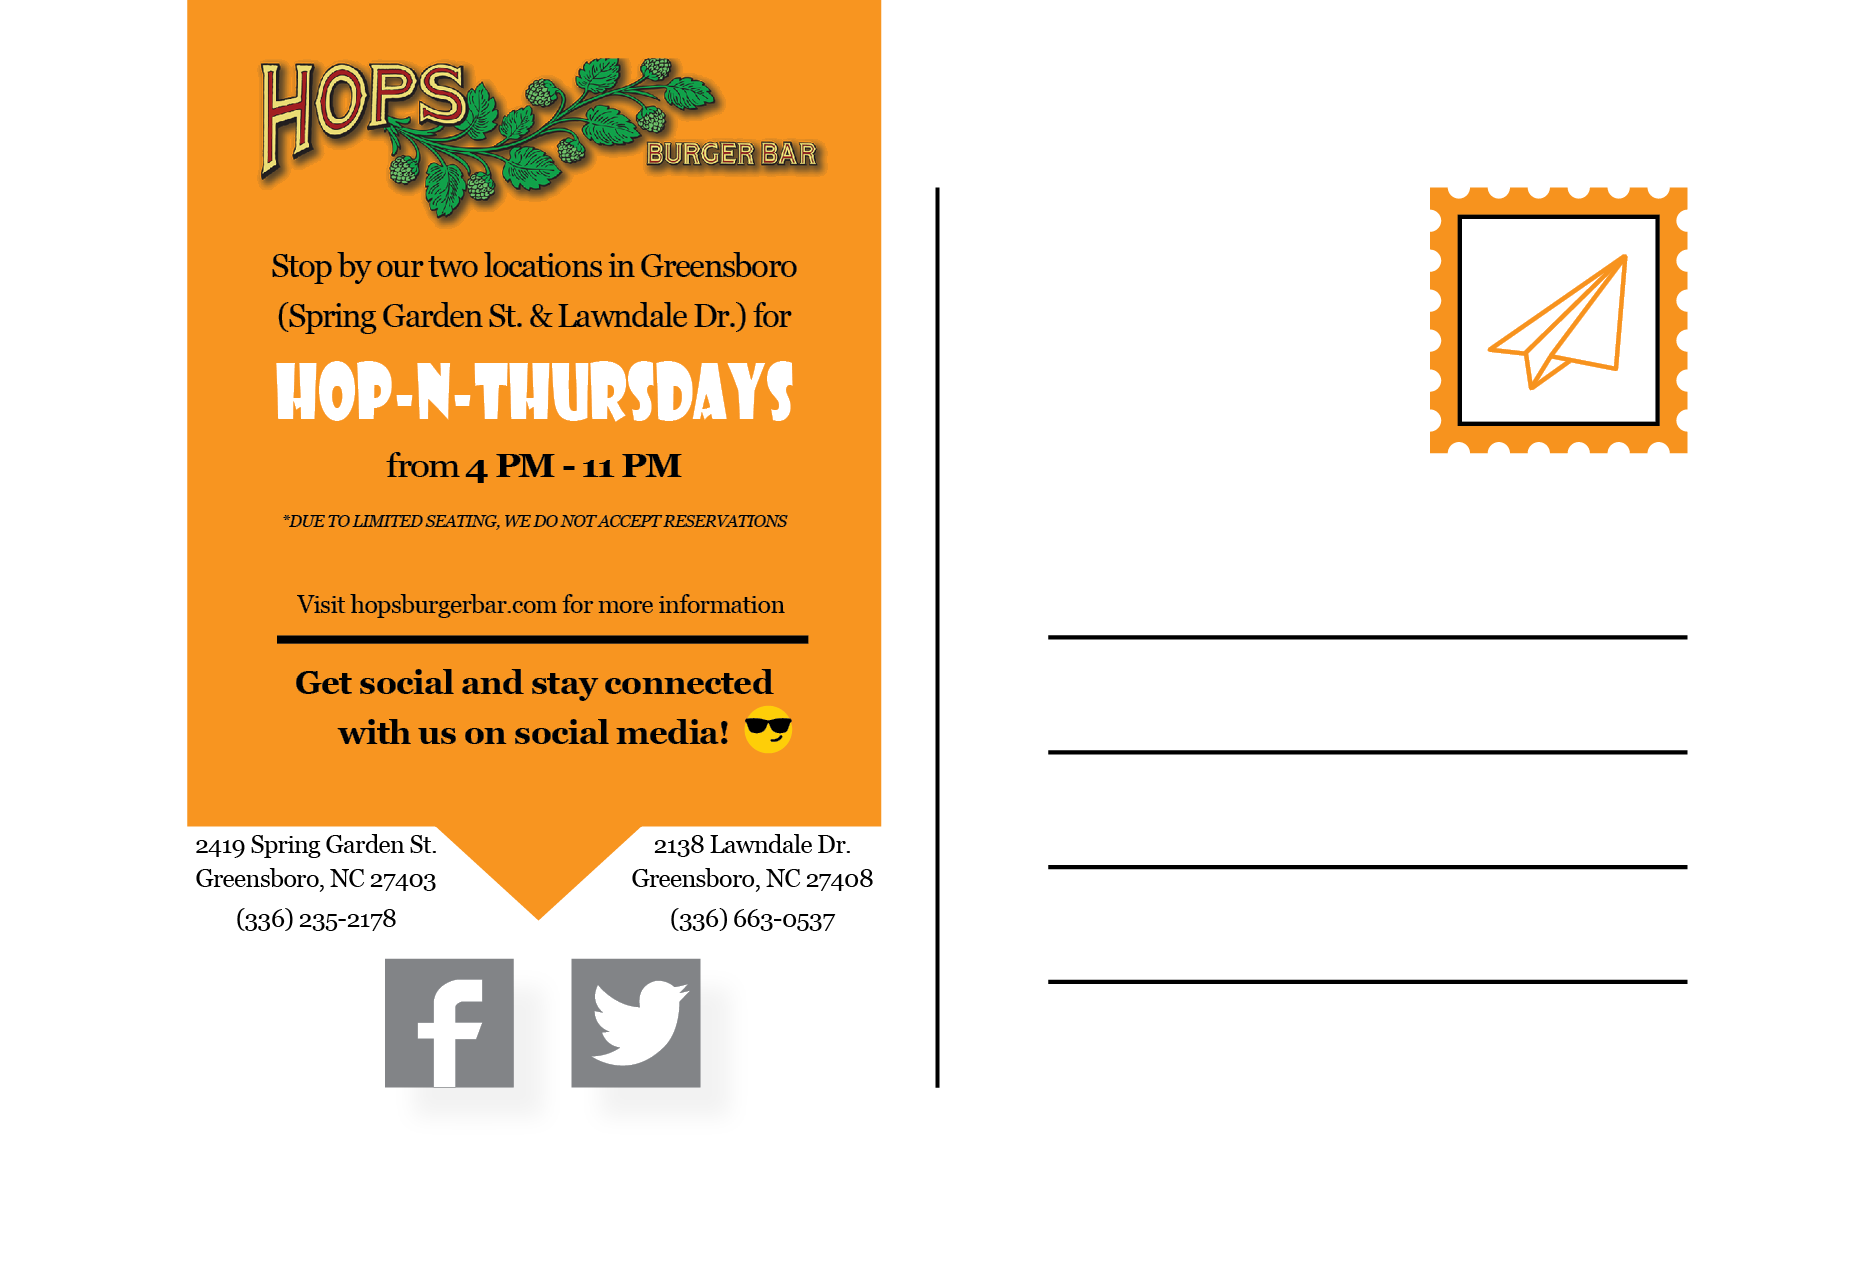 HOPS
BURGER BAR
Stop by our two locations in Greensboro
(Spring Garden St. & Lawndale Dr.) for
HOP-N-THURSDAYS
from 4 PM - 11 PM
*DUE TO LIMITED SEATING, WE DO NOT ACCEPT RESERVATIONS
Visit hopsburgerbar.com for more information
Get social and stay connected
with us on social media! 😎
2419 Spring Garden St.
Greensboro, NC 27403
(336) 235-2178
2138 Lawndale Dr.
Greensboro, NC 27408
(336) 663-0537